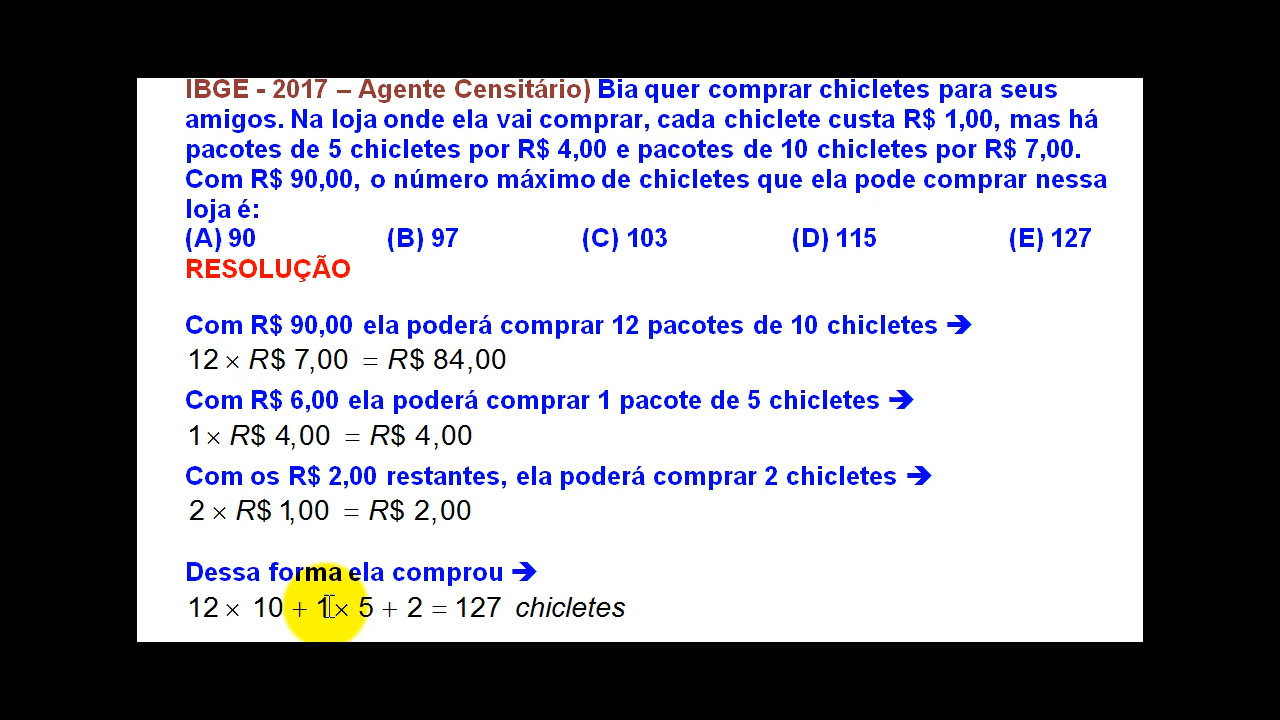 IBGE - 2017 – Agente Censitário) Bia quer comprar chicletes para seus
amigos. Na loja onde ela vai comprar, cada chiclete custa R$ 1,00, mas há
pacotes de 5 chicletes por R$ 4,00 e pacotes de 10 chicletes por R$ 7,00.
Com R$ 90,00, o número máximo de chicletes que ela pode comprar nessa
loja é:
(A) 90 (B) 97 (C) 103 (D) 115 (E) 127
RESOLUÇÃO
Com R$ 90,00 ela poderá comprar 12 pacotes de 10 chicletes ➔
12 × R$ 7,00 = R$ 84,00
Com R$ 6,00 ela poderá comprar 1 pacote de 5 chicletes ➔
1 × R$ 4,00 = R$ 4,00
Com os R$ 2,00 restantes, ela poderá comprar 2 chicletes ➔
2 × R$ 1,00 = R$ 2,00
Dessa forma ela comprou ➔
12 × 10 + 1 × 5 + 2 = 127 chicletes